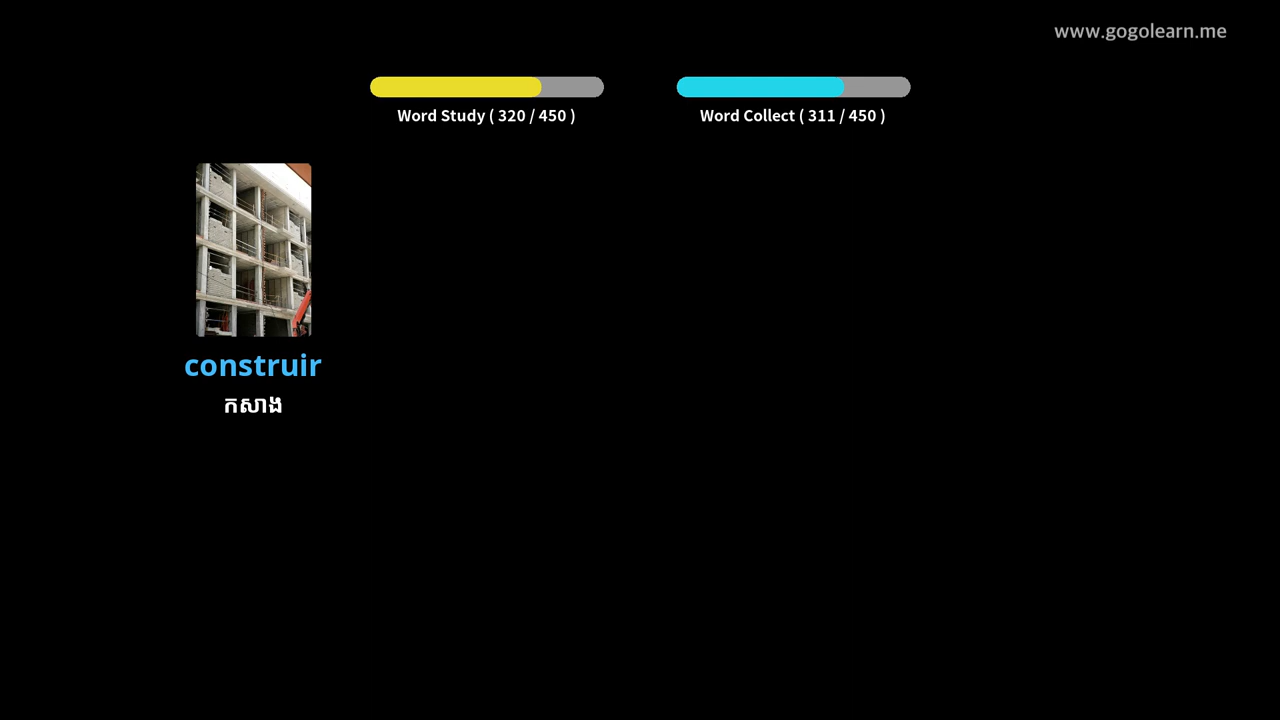 www.gogolearn.me
Word Study ( 320 / 450 )
Word Collect ( 311 / 450 )
construir
កសាង